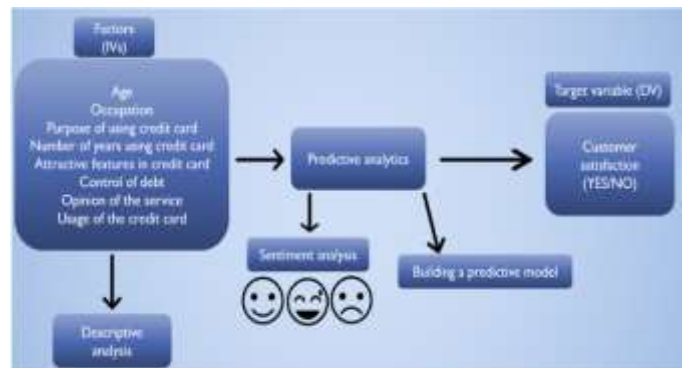 Factors
(IVs)
Age
Occupation
Purpose of using credit card
Number of years using credit card
Attractive features in credit card
Control of debt
Opinion of the service
Usage of the credit card
Predictive analytics
Target variable (DV)
Customer
satisfaction
(YES/NO)
Sentiment analysis
Building a predictive model
Descriptive
analysis